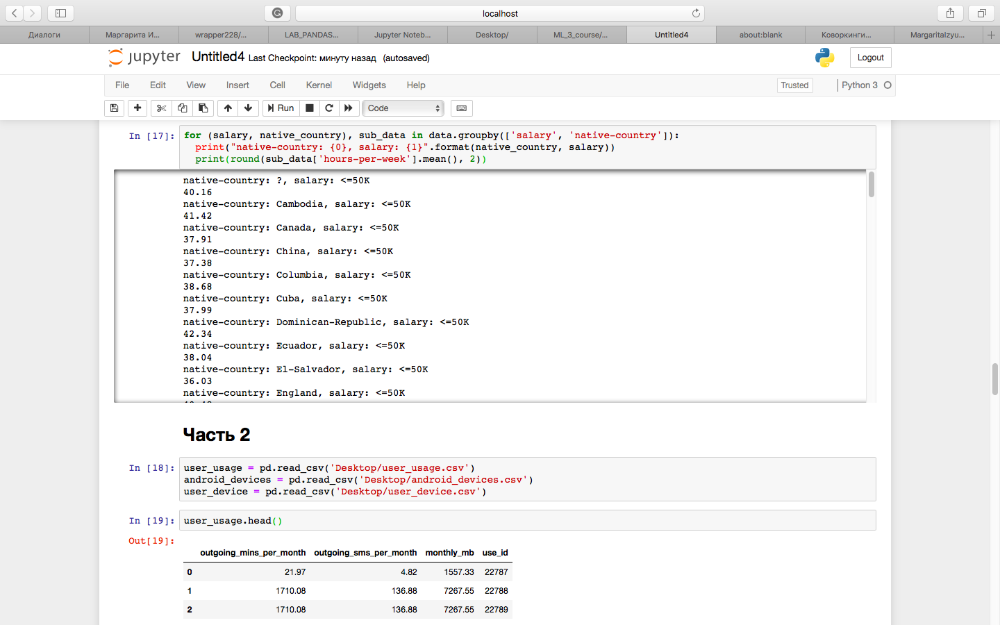 localhost
Диалоги
Маргарита И...
wrapper228/...
LAB_PANDAS...
Jupyter Noteb...
Desktop/
ML_3_course/...
Untitled4
about:blank
Коворкинги...
MargaritaIzyu...
jupyter Untitled4 Last Checkpoint: минуту назад (autosaved)
Logout
File Edit View Insert Cell Kernel Widgets Help
Trusted
Python 3
Run
Code
In [17]:
for (salary, native_country), sub_data in data.groupby(['salary', 'native-country']):
print("native-country: {0}, salary: {1}".format(native_country, salary))
print(round(sub_data['hours-per-week'].mean(), 2))
native-country: ?, salary: <=50K
40.16
native-country: Cambodia, salary: <=50K
41.42
native-country: Canada, salary: <=50K
37.91
native-country: China, salary: <=50K
37.38
native-country: Columbia, salary: <=50K
38.68
native-country: Cuba, salary: <=50K
37.99
native-country: Dominican-Republic, salary: <=50K
42.34
native-country: Ecuador, salary: <=50K
38.04
native-country: El-Salvador, salary: <=50K
36.03
native-country: England, salary: <=50K
Часть 2
In [18]:
user_usage = pd.read_csv('Desktop/user_usage.csv')
android_devices = pd.read_csv('Desktop/android_devices.csv')
user_device = pd.read_csv('Desktop/user_device.csv')
In [19]:
user_usage.head()
Out[19]:
outgoing_mins_per_month outgoing_sms_per_month monthly_mb use_id
0 21.97 4.82 1557.33 22787
1 1710.08 136.88 7267.55 22788
2 1710.08 136.88 7267.55 22789